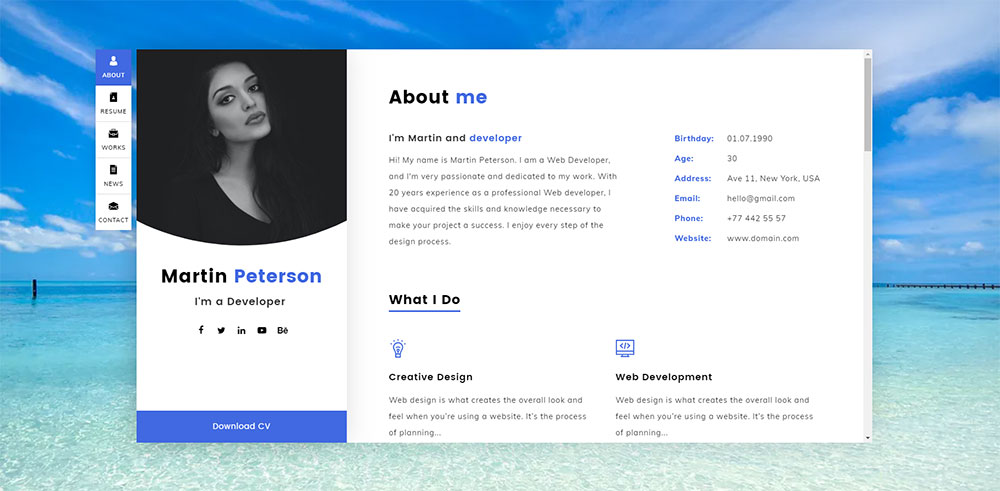 ABOUT
RESUME
WORKS
NEWS
CONTACT
Martin Peterson
I'm a Developer
Bē
Download CV
About me
I'm Martin and developer
Hi! My name is Martin Peterson. I am a Web Developer,
and I'm very passionate and dedicated to my work. With
20 years experience as a professional Web developer, I
have acquired the skills and knowledge necessary to
make your project a success. I enjoy every step of the
design process.
Birthday: 01.07.1990
Age: 30
Address: Ave 11, New York, USA
Email: hello@gmail.com
Phone: +77 442 55 57
Website: www.domain.com
What I Do
Creative Design
Web design is what creates the overall look and
feel when you're using a website. It's the process
of planning...
Web Development
Web design is what creates the overall look and
feel when you're using a website. It's the process
of planning...